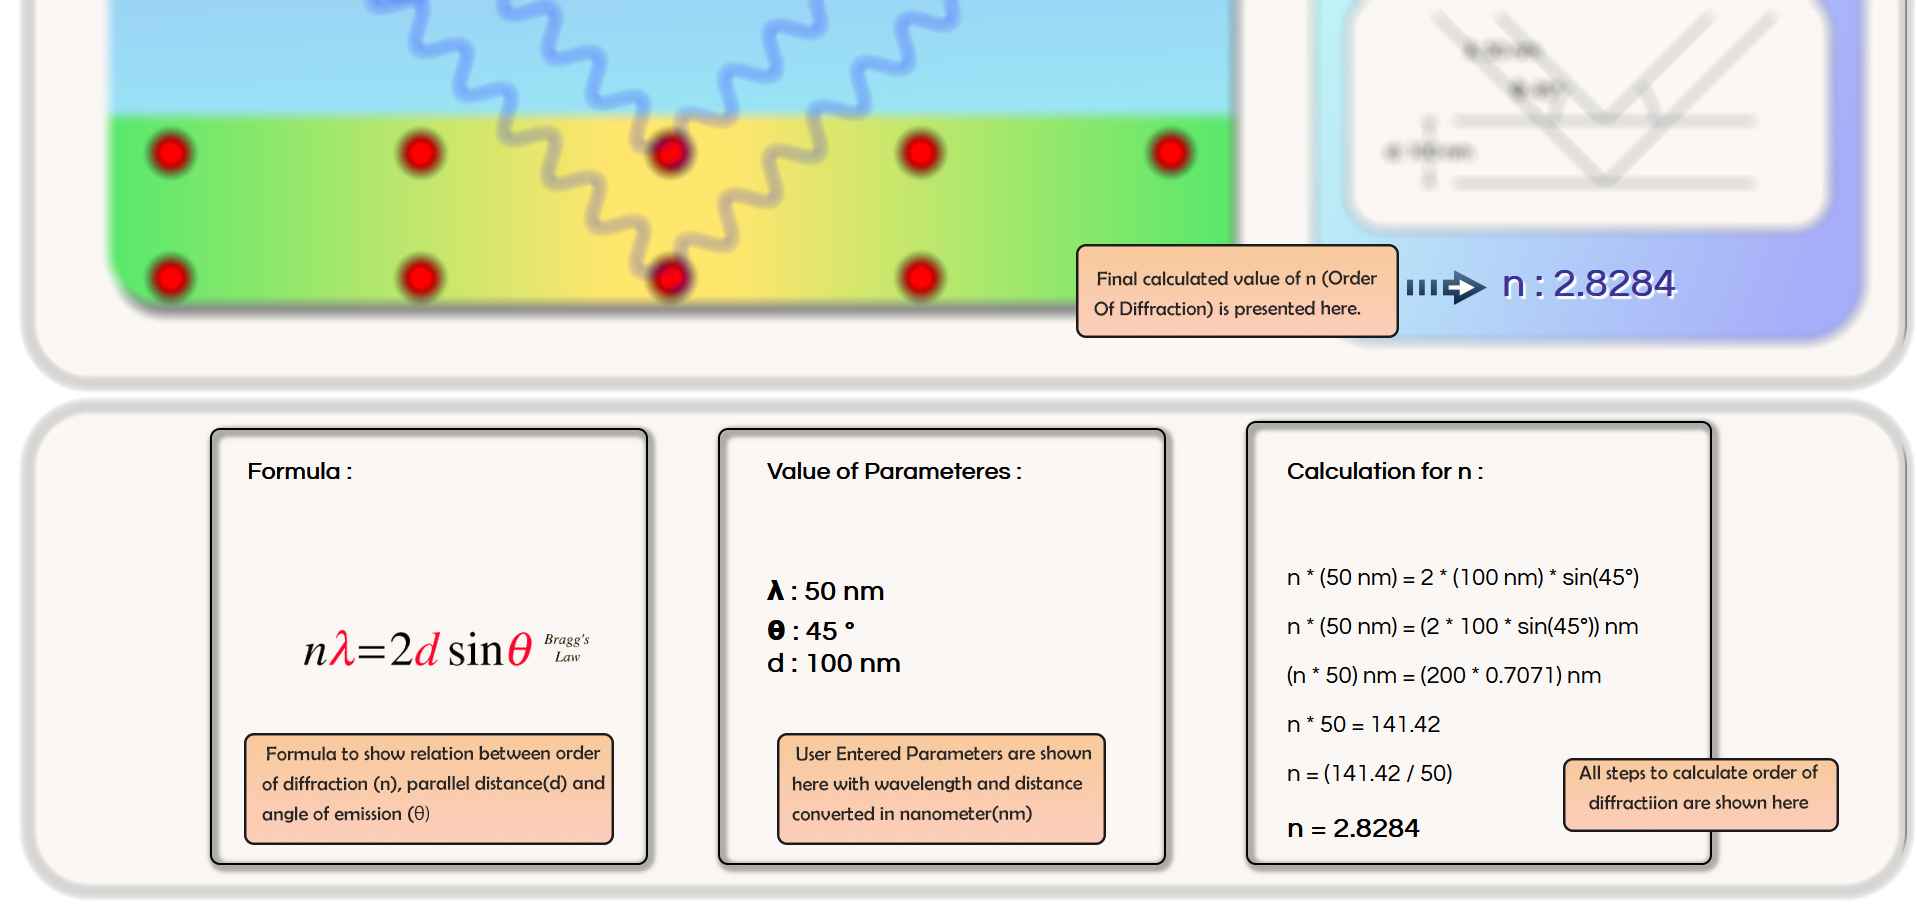 Final calculated value of n (Order
Of Diffraction) is presented here.
n : 2.8284
Formula :
nλ=2d sinθ Bragg's
Law
Formula to show relation between order
of diffraction (n), parallel distance(d) and
angle of emission (θ)
Value of Parameteres :
λ : 50 nm
θ : 45 °
d : 100 nm
User Entered Parameters are shown
here with wavelength and distance
converted in nanometer(nm)
Calculation for n :
n * (50 nm) = 2 * (100 nm) * sin(45°)
n * (50 nm) = (2 * 100 * sin(45°)) nm
(n * 50) nm = (200 * 0.7071) nm
n * 50 = 141.42
n = (141.42 / 50)
n = 2.8284
All steps to calculate order of
diffractiion are shown here